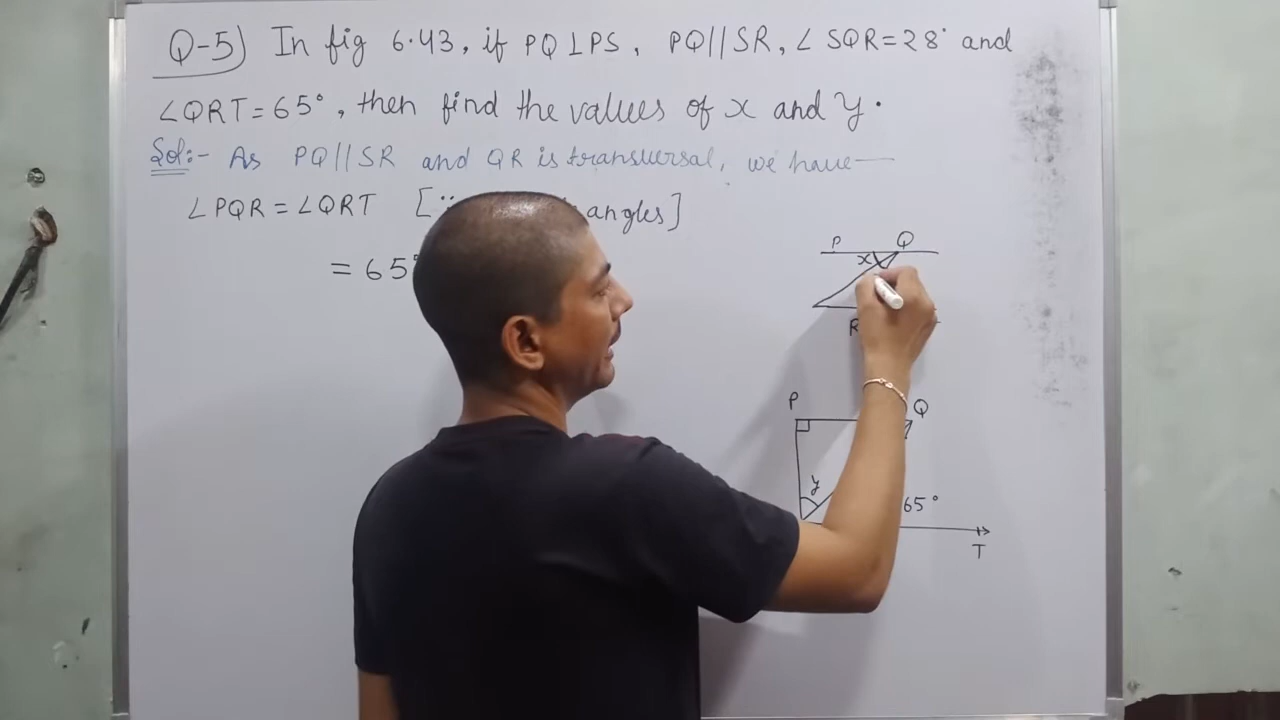 Q-5) In fig 6.43, if PQ⊥PS, PQ||SR, ∠SQR=28° and
∠QRT=65°, then find the values of x and y.
Sol:- As PQ||SR and QR is transversal, we have—
∠PQR = ∠QRT [∵ angles]
= 65°
P Q
x
R
P Q
y
65°
T